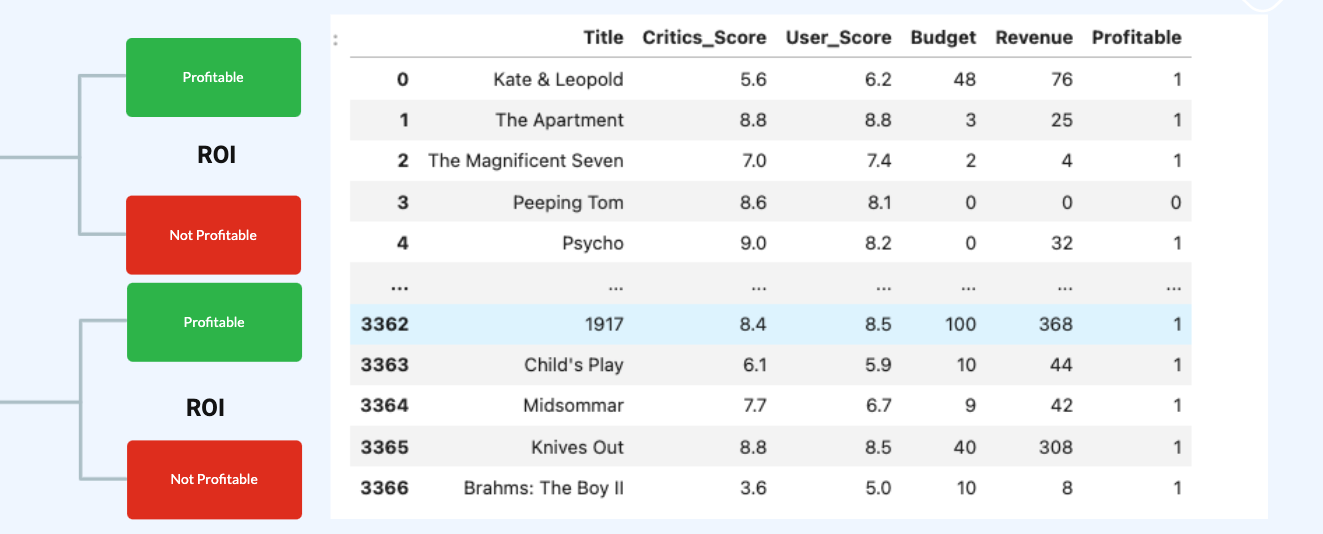 Profitable
ROI
Not Profitable
Profitable
ROI
Not Profitable
:
Title Critics_Score User_Score Budget Revenue Profitable
0 Kate & Leopold 5.6 6.2 48 76 1
1 The Apartment 8.8 8.8 3 25 1
2 The Magnificent Seven 7.0 7.4 2 4 1
3 Peeping Tom 8.6 8.1 0 0 0
4 Psycho 9.0 8.2 0 32 1
... ... ... ... ... ... ...
3362 1917 8.4 8.5 100 368 1
3363 Child's Play 6.1 5.9 10 44 1
3364 Midsommar 7.7 6.7 9 42 1
3365 Knives Out 8.8 8.5 40 308 1
3366 Brahms: The Boy II 3.6 5.0 10 8 1